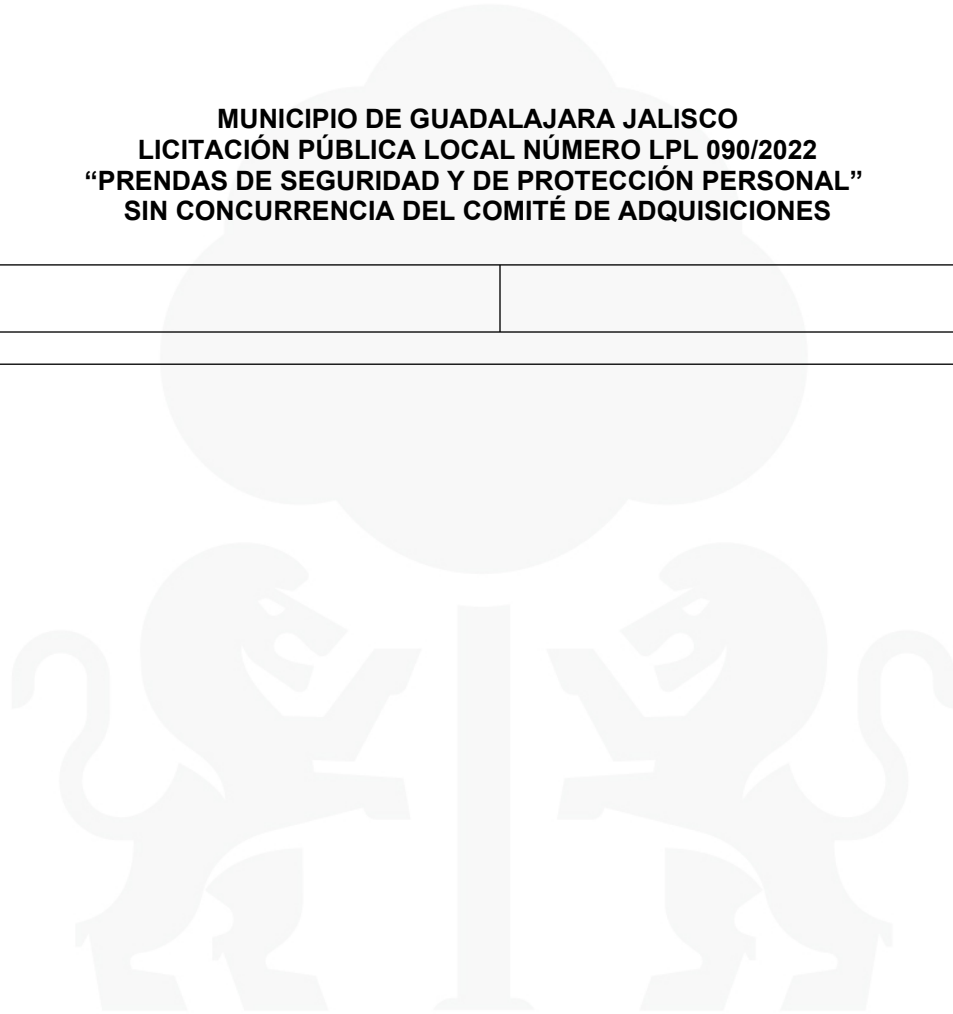 MUNICIPIO DE GUADALAJARA JALISCO
LICITACIÓN PÚBLICA LOCAL NÚMERO LPL 090/2022
“PRENDAS DE SEGURIDAD Y DE PROTECCIÓN PERSONAL”
SIN CONCURRENCIA DEL COMITÉ DE ADQUISICIONES